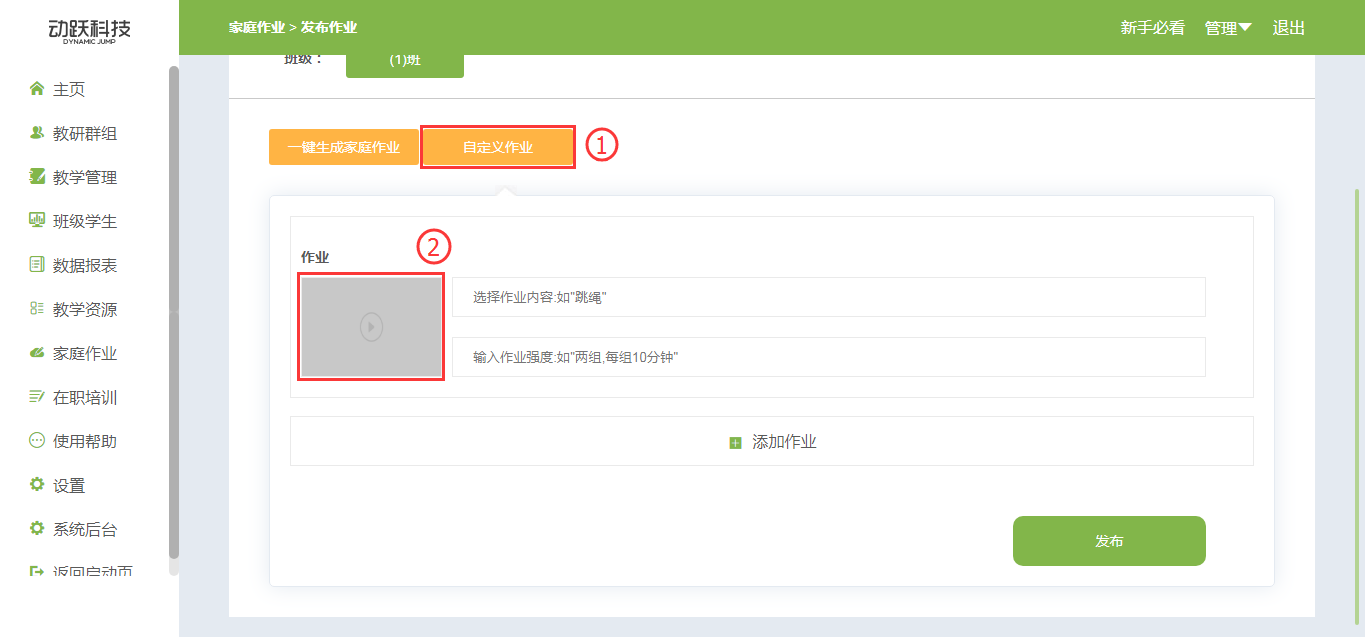 动跃科技
DYNAMIC JUMP
主页
教研群组
教学管理
班级学生
数据报表
教学资源
家庭作业
在职培训
使用帮助
设置
系统后台
返回启动页
家庭作业 > 发布作业
新手必看 管理 退出
班级： (1)班
一键生成家庭作业 自定义作业 ①
作业 ②
选择作业内容:如"跳绳"
输入作业强度:如"两组,每组10分钟"
添加作业
发布